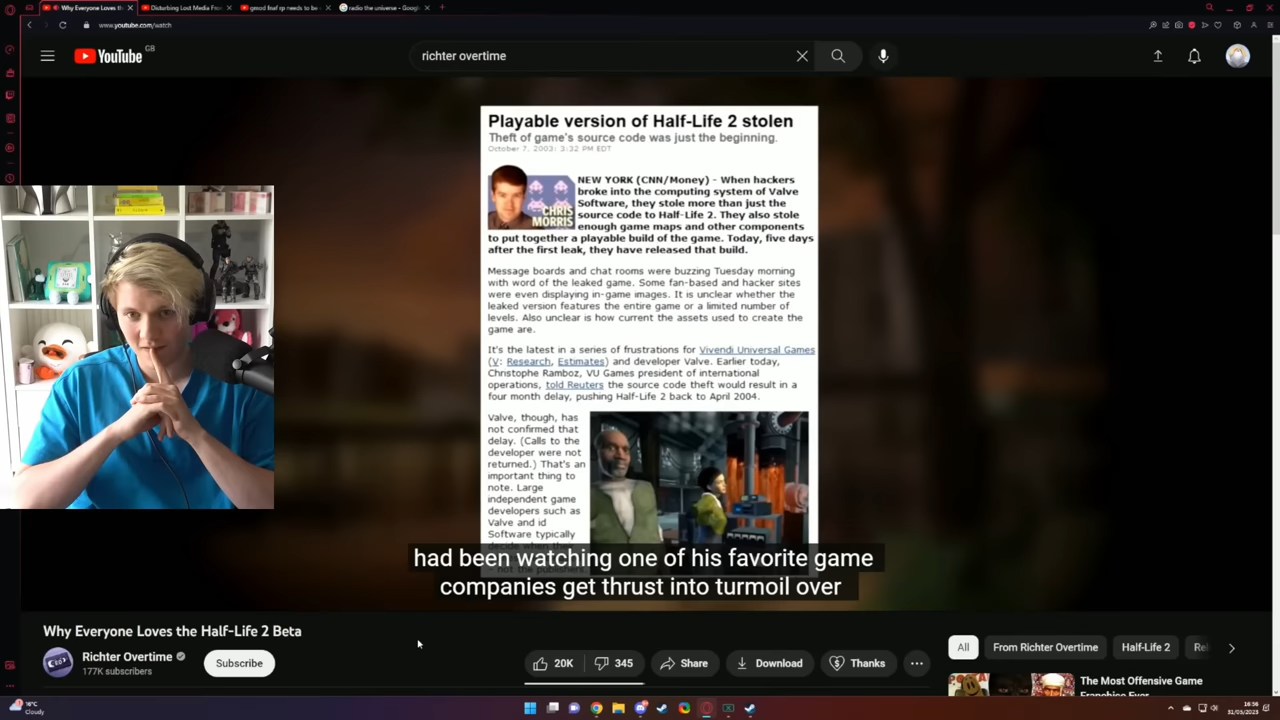 Why Everyone Loves th
Disturbing Lost Media Fro
gmod fnaf rp needs to be
radio the universe - Googl
www.youtube.com/watch
YouTube
GB
richter overtime
Playable version of Half-Life 2 stolen
Theft of game's source code was just the beginning.
October 7, 2003: 3:32 PM EDT
CHRIS
MORRIS
NEW YORK (CNN/Money) - When hackers
broke into the computing system of Valve
Software, they stole more than just the
source code to Half-Life 2. They also stole
enough game maps and other components
to put together a playable build of the game. Today, five days
after the first leak, they have released that build.
Message boards and chat rooms were buzzing Tuesday morning
with word of the leaked game. Some fan-based and hacker sites
were even displaying in-game images. It is unclear whether the
leaked version features the entire game or a limited number of
levels. Also unclear is how current the assets used to create the
game are.
It's the latest in a series of frustrations for Vivendi Universal Games
(V: Research, Estimates) and developer Valve. Earlier today,
Christophe Ramboz, VU Games president of international
operations, told Reuters the source code theft would result in a
four month delay, pushing Half-Life 2 back to April 2004.
Valve, though, has
not confirmed that
delay. (Calls to the
developer were not
returned.) That's an
important thing to
note. Large
independent game
developers such as
Valve and id
Software typically
had been watching one of his favorite game
companies get thrust into turmoil over
Why Everyone Loves the Half-Life 2 Beta
Richter Overtime
177K subscribers
Subscribe
20K
345
Share
Download
Thanks
All
From Richter Overtime
Half-Life 2
Rel
The Most Offensive Game
Franchise Ever
16°C
Cloudy
16:56
31/05/2023